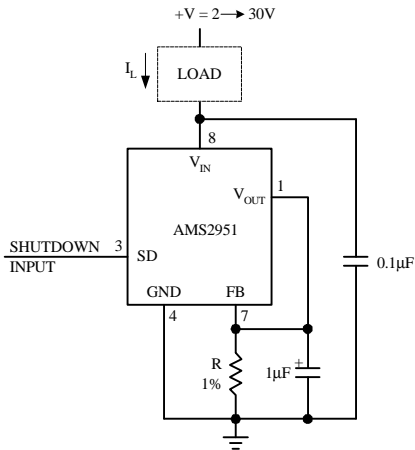 +V = 2→30V
I_L
LOAD
8
V_IN
V_OUT
1
AMS2951
SHUTDOWN
INPUT
3
SD
0.1µF
GND
FB
4
7
R
1%
1µF
+